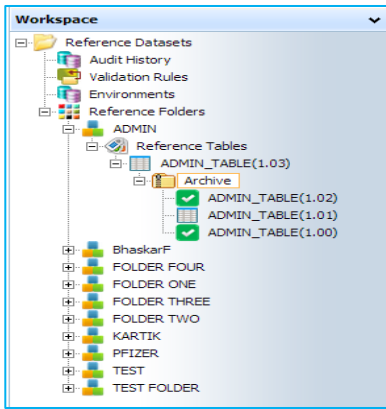 Workspace
Reference Datasets
Audit History
Validation Rules
Environments
Reference Folders
ADMIN
Reference Tables
ADMIN_TABLE(1.03)
Archive
ADMIN_TABLE(1.02)
ADMIN_TABLE(1.01)
ADMIN_TABLE(1.00)
BhaskarF
FOLDER FOUR
FOLDER ONE
FOLDER THREE
FOLDER TWO
KARTIK
PFIZER
TEST
TEST FOLDER